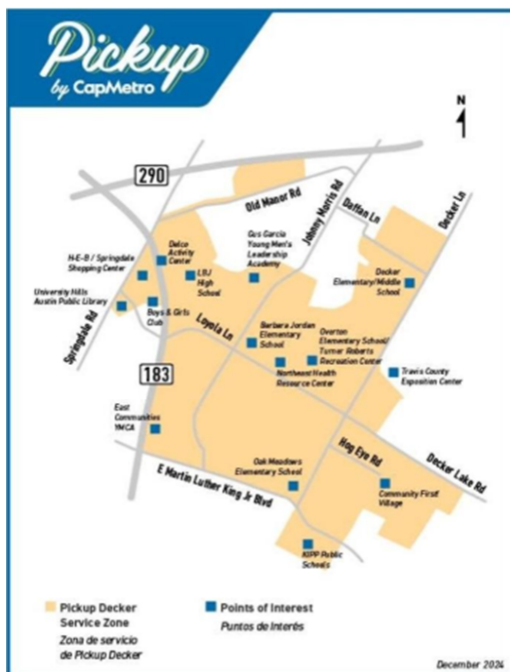 Pickup
by CapMetro
N
290
Old Manor Rd
Johnny Morris Rd
Daffan Ln
Decker Ln
Gus Garcia
Young Men's
Leadership
Academy
Delco
Activity
Center
H-E-B / Springdale
Shopping Center
LBJ
High
School
Decker
Elementary/Middle
School
University Hills
Austin Public Library
Boys & Girls
Club
Springdale Rd
Loyola Ln
Barbara Jordan
Elementary
School
Overton
Elementary School/
Turner Roberts
Recreation Center
Northeast Health
Resource Center
Travis County
Exposition Center
183
East
Communities
YMCA
Oak Meadows
Elementary School
Hog Eye Rd
Decker Lake Rd
E Martin Luther King Jr Blvd
Community First!
Village
KIPP Public
Schools
Pickup Decker
Service Zone
Zona de servicio
de Pickup Decker
Points of Interest
Puntos de Interés
December 2024